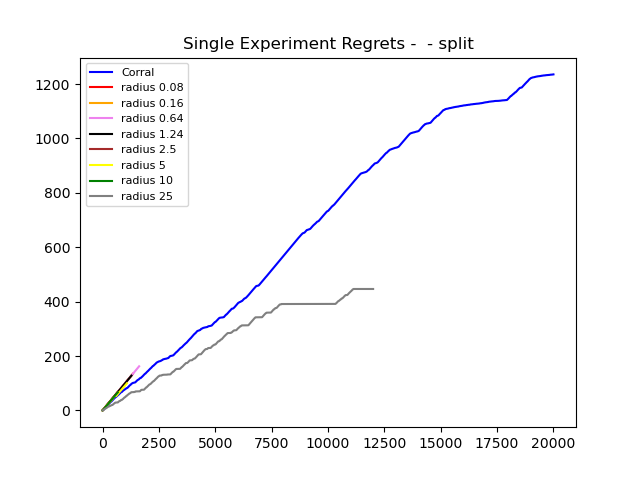 Single Experiment Regrets -  - split
Corral
radius 0.08
radius 0.16
radius 0.64
radius 1.24
radius 2.5
radius 5
radius 10
radius 25
1200
1000
800
600
400
200
0
0 2500 5000 7500 10000 12500 15000 17500 20000